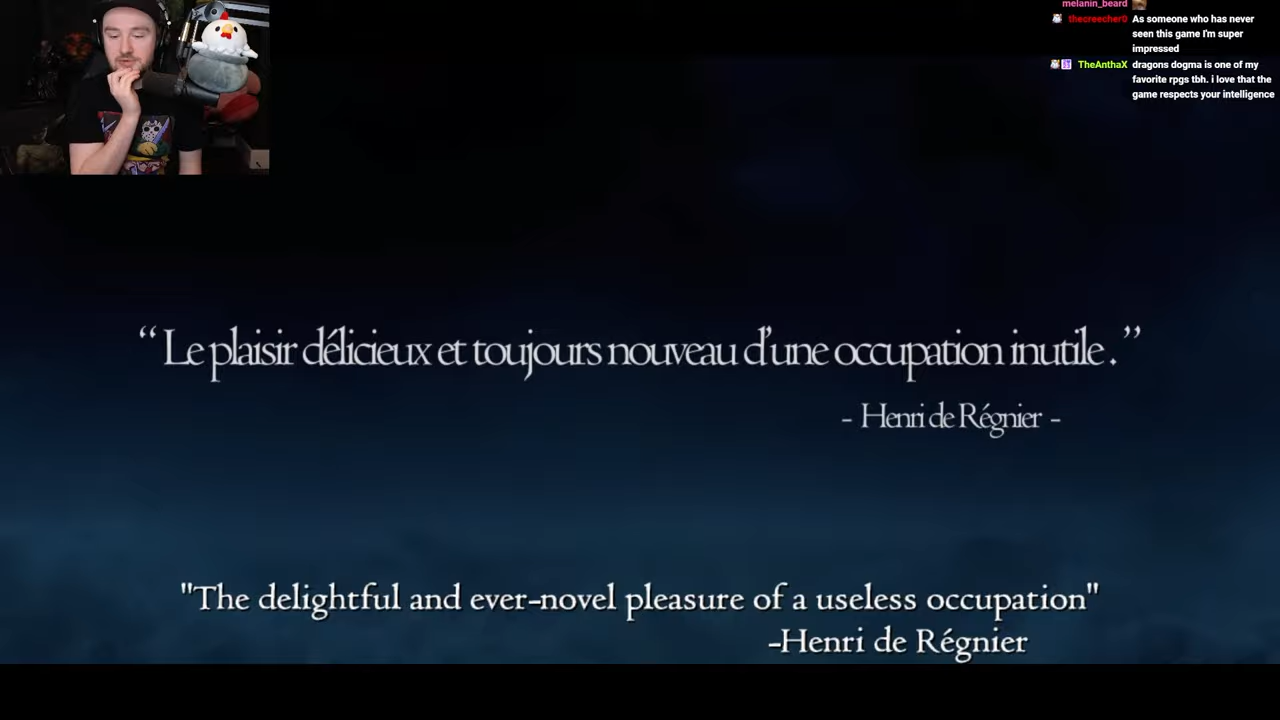 melanin_beard
thecreecher0 As someone who has never
seen this game I'm super
impressed
TheAnthaX dragons dogma is one of my
favorite rpgs tbh. i love that the
game respects your intelligence
“Le plaisir délicieux et toujours nouveau d’une occupation inutile.”
- Henri de Régnier -
"The delightful and ever-novel pleasure of a useless occupation"
-Henri de Régnier